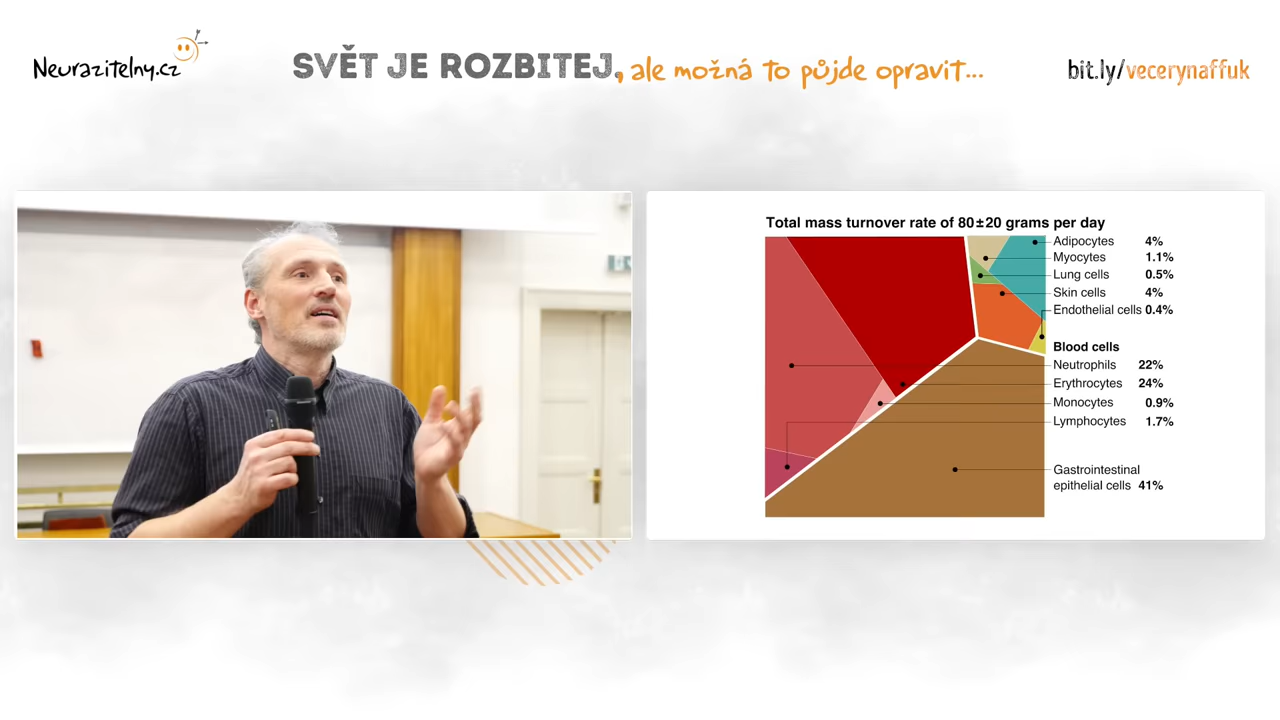 Neurazitelny.cz
SVĚT JE ROZBITEJ, ale možná to půjde opravit...
bit.ly/vecerynaffuk
Total mass turnover rate of 80±20 grams per day
Adipocytes 4%
Myocytes 1.1%
Lung cells 0.5%
Skin cells 4%
Endothelial cells 0.4%
Blood cells
Neutrophils 22%
Erythrocytes 24%
Monocytes 0.9%
Lymphocytes 1.7%
Gastrointestinal
epithelial cells 41%